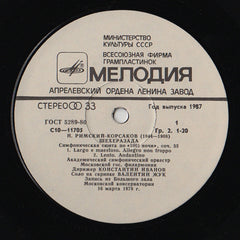 МИНИСТЕРСТВО
КУЛЬТУРЫ СССР
ВСЕСОЮЗНАЯ ФИРМА
ГРАМПЛАСТИНОК
МЕЛОДИЯ
АПРЕЛЕВСКИЙ ОРДЕНА ЛЕНИНА ЗАВОД
СТЕРЕО 33 Год выпуска 1987
ГОСТ 5289-80 1
С10—11705 Гр. 2. 1-20
Н. РИМСКИЙ-КОРСАКОВ (1844—1908)
ШЕХЕРАЗАДА
Симфоническая сюита по «1001 ночи», соч. 35
1. Largo e maestoso, Allegro non troppo
2. Lento. Andantino
Академический симфонический оркестр
Московской гос. филармонии
Дирижер КОНСТАНТИН ИВАНОВ
Соло на скрипке ВАЛЕНТИН ЖУК
Запись из Большого зала
Московской консерватории
16 марта 1978 г.